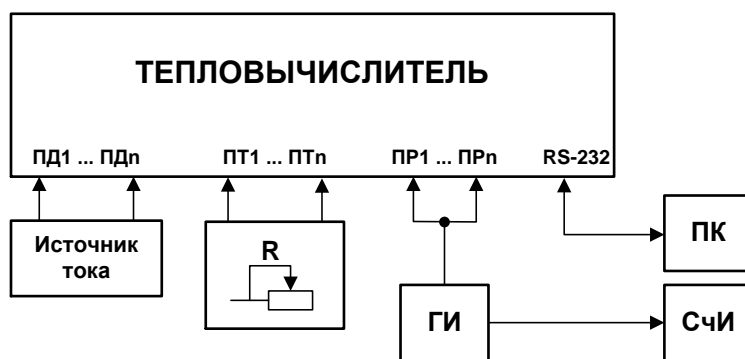 ТЕПЛОВЫЧИСЛИТЕЛЬ
ПД1 ... ПДn ПТ1 ... ПТn ПР1 ... ПРn RS-232
Источник
тока
R
ПК
ГИ
СчИ